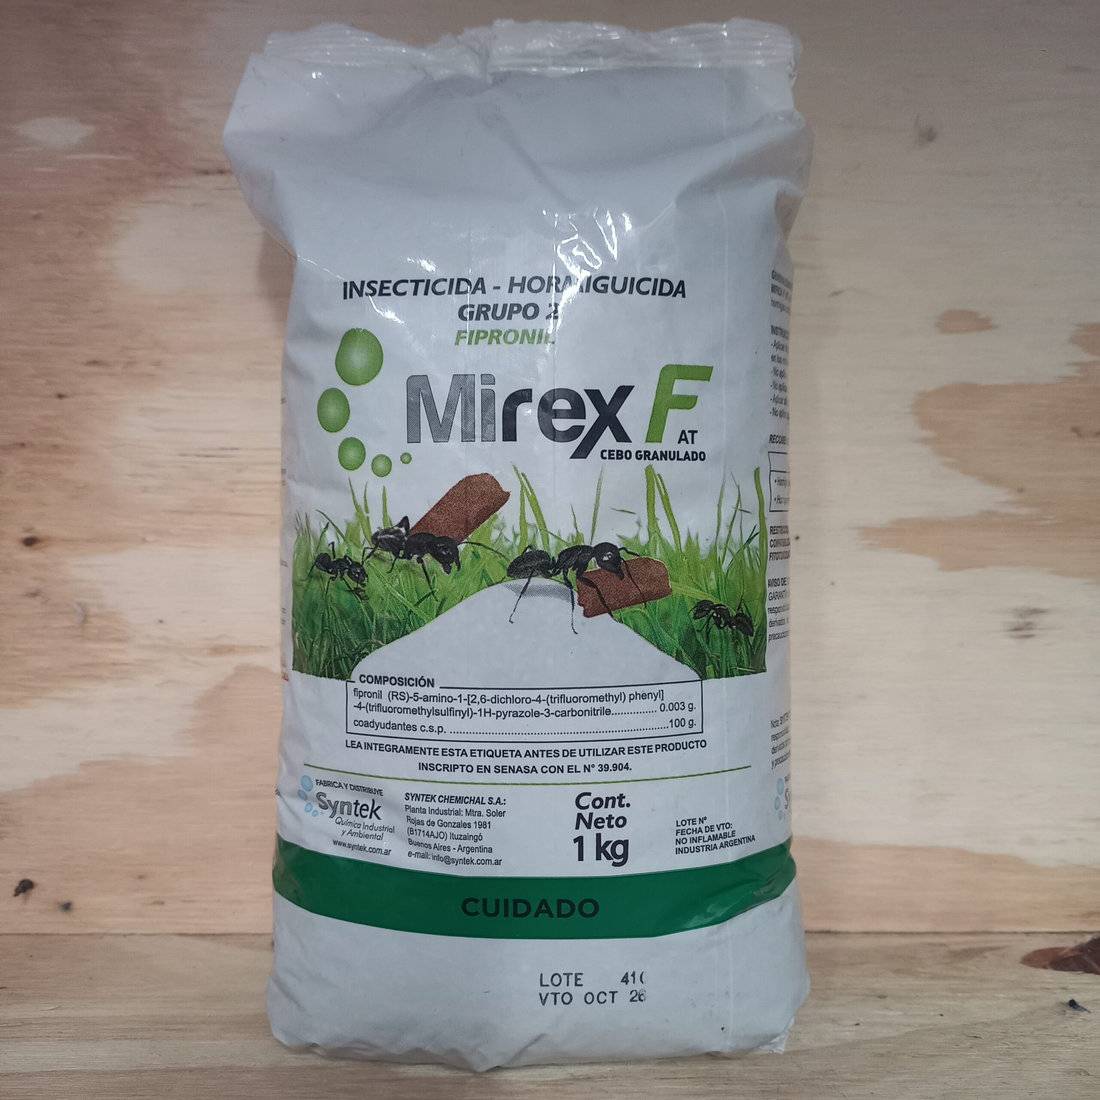 INSECTICIDA - HORMIGUICIDA
GRUPO 2
FIPRONIL
Mirex F AT
CEBO GRANULADO
COMPOSICIÓN
fipronil (RS)-5-amino-1-[2,6-dichloro-4-(trifluoromethyl) phenyl]
-4-(trifluoromethylsulfinyl)-1H-pyrazole-3-carbonitrile............... 0.003 g.
coadyudantes c.s.p. ..........................................................100 g.
LEA INTEGRAMENTE ESTA ETIQUETA ANTES DE UTILIZAR ESTE PRODUCTO
INSCRIPTO EN SENASA CON EL N° 39.904.
FABRICA Y DISTRIBUYE
Syntek
Química Industrial
y Ambiental
www.syntek.com.ar
SYNTEK CHEMICHAL S.A.:
Planta Industrial: Mtra. Soler
Rojas de Gonzales 1981
(B1714AJO) Ituzaingó
Buenos Aires - Argentina
e-mail: info@syntek.com.ar
Cont.
Neto
1 kg
LOTE N°
FECHA DE VTO:
NO INFLAMABLE
INDUSTRIA ARGENTINA
CUIDADO
LOTE 41
VTO OCT 26